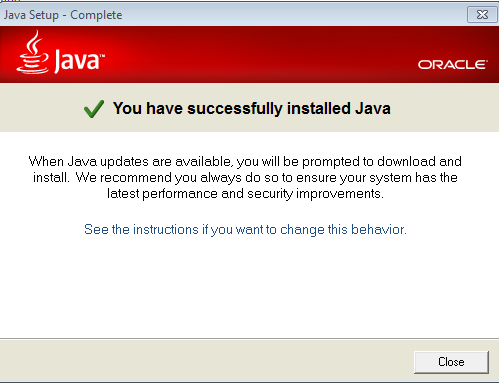 Java Setup - Complete
Java™
ORACLE®
You have successfully installed Java
When Java updates are available, you will be prompted to download and
install. We recommend you always do so to ensure your system has the
latest performance and security improvements.
See the instructions if you want to change this behavior.
Close